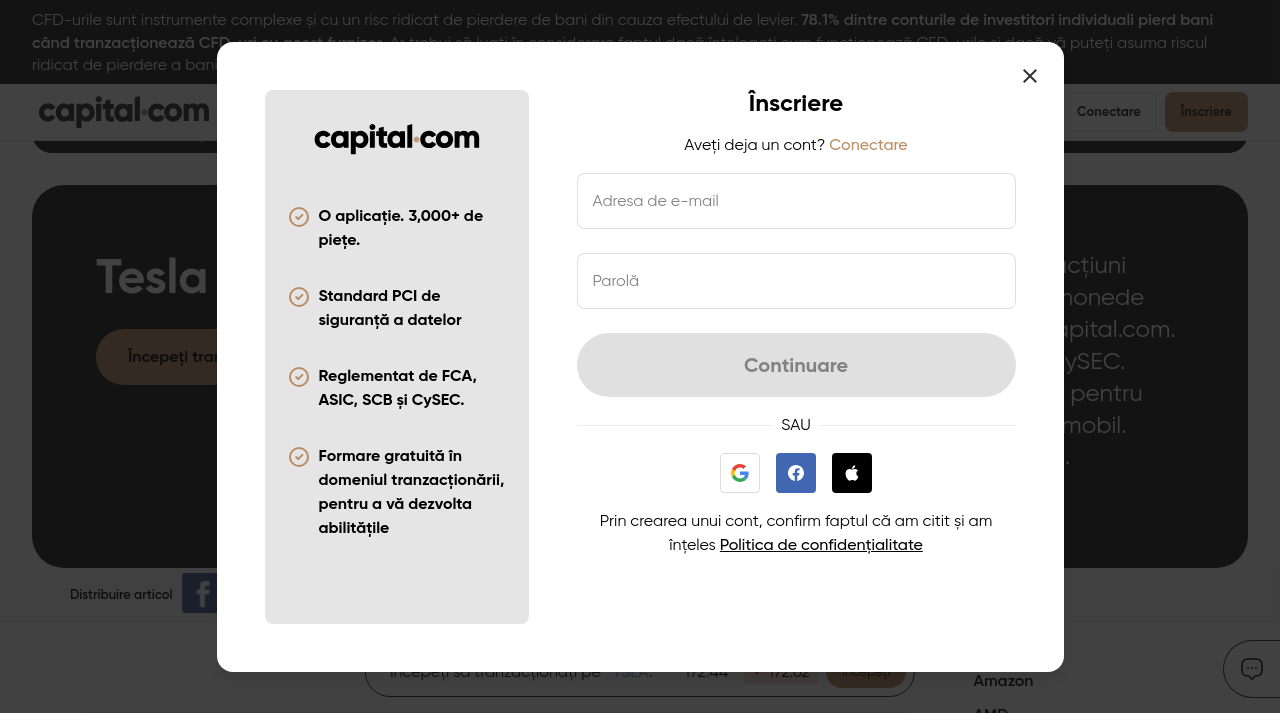 CFD-urile sunt instrumente complexe și cu un risc ridicat de pierdere de bani din cauza efectului de levier. 78.1% dintre conturile de investitori individuali pierd bani
când tranzacționează CFD-uri cu acest furnizor. Ar trebui să luați în considerare faptul dacă înțelegeți cum funcționează CFD-urile și dacă vă puteți asuma riscul
ridicat de pierdere a bani
capital.com
Conectare
Înscriere
Tesla
Începeți tran
acțiuni
monede
apital.com.
CySEC.
pentru
mobil.
Distribuire articol
Începeți să tranzacționați pe TSLA.
172.44
172.62
Începeți
Amazon
AMD
capital.com
O aplicație. 3,000+ de
piețe.
Standard PCI de
siguranță a datelor
Reglementat de FCA,
ASIC, SCB și CySEC.
Formare gratuită în
domeniul tranzacționării,
pentru a vă dezvolta
abilitățile
Înscriere
Aveți deja un cont? Conectare
Adresa de e-mail
Parolă
Continuare
SAU
Prin crearea unui cont, confirm faptul că am citit și am
înțeles Politica de confidențialitate